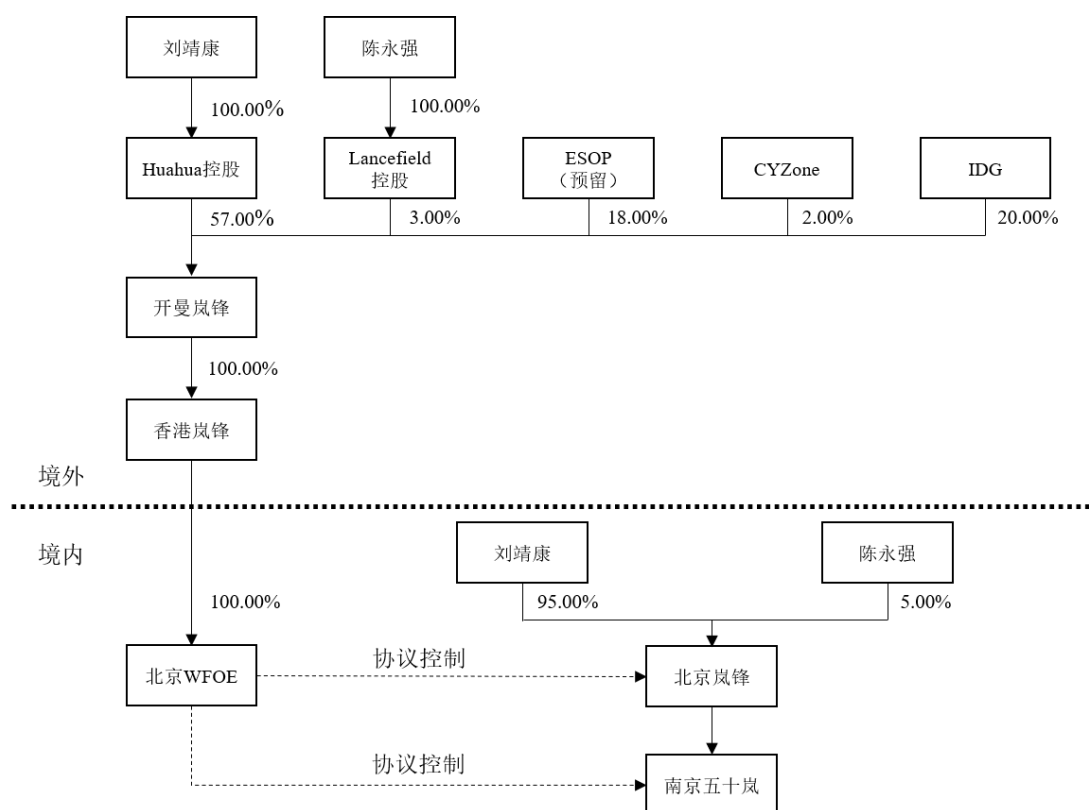 刘靖康
陈永强
100.00%
100.00%
Huahua控股
Lancefield
控股
ESOP
（预留）
CYZone
IDG
57.00%
3.00%
18.00%
2.00%
20.00%
开曼岚锋
100.00%
香港岚锋
境外
境内
刘靖康
陈永强
100.00%
95.00%
5.00%
北京WFOE
协议控制
北京岚锋
协议控制
南京五十岚